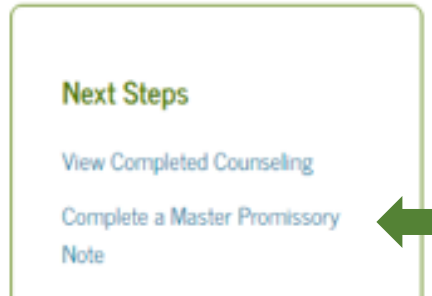 Next Steps
View Completed Counseling
Complete a Master Promissory
Note